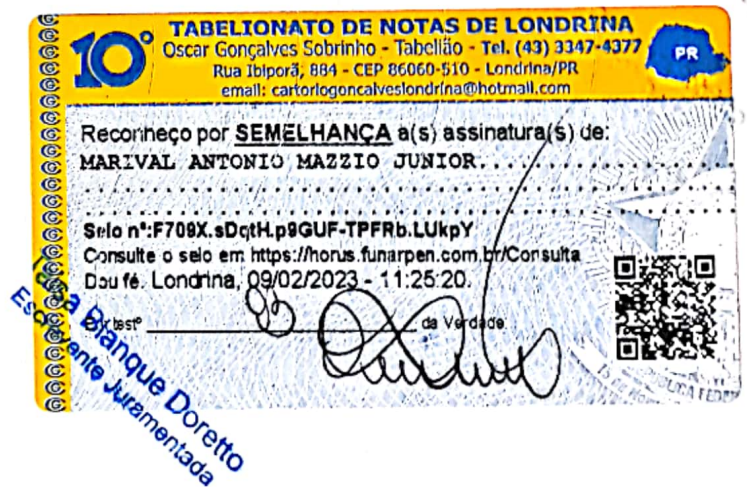 10º TABELIONATO DE NOTAS DE LONDRINA
Oscar Gonçalves Sobrinho - Tabelião - Tel. (43) 3347-4377
Rua Ibiporã, 884 - CEP 86060-510 - Londrina/PR
email: cartoriogoncalveslondrina@hotmail.com
PR
Reconheço por SEMELHANÇA a(s) assinatura(s) de:
MARIVAL ANTONIO MAZZIO JUNIOR
Selo nº:F709X.sDqtH.p9GUF-TPFRb.LUkpY
Consulte o selo em https://horus.funarpen.com.br/Consulta
Dou fé. Londrina, 09/02/2023 - 11:25:20.
Em testº da Verdade
Blanque Doretto
Escrevente Juramentada